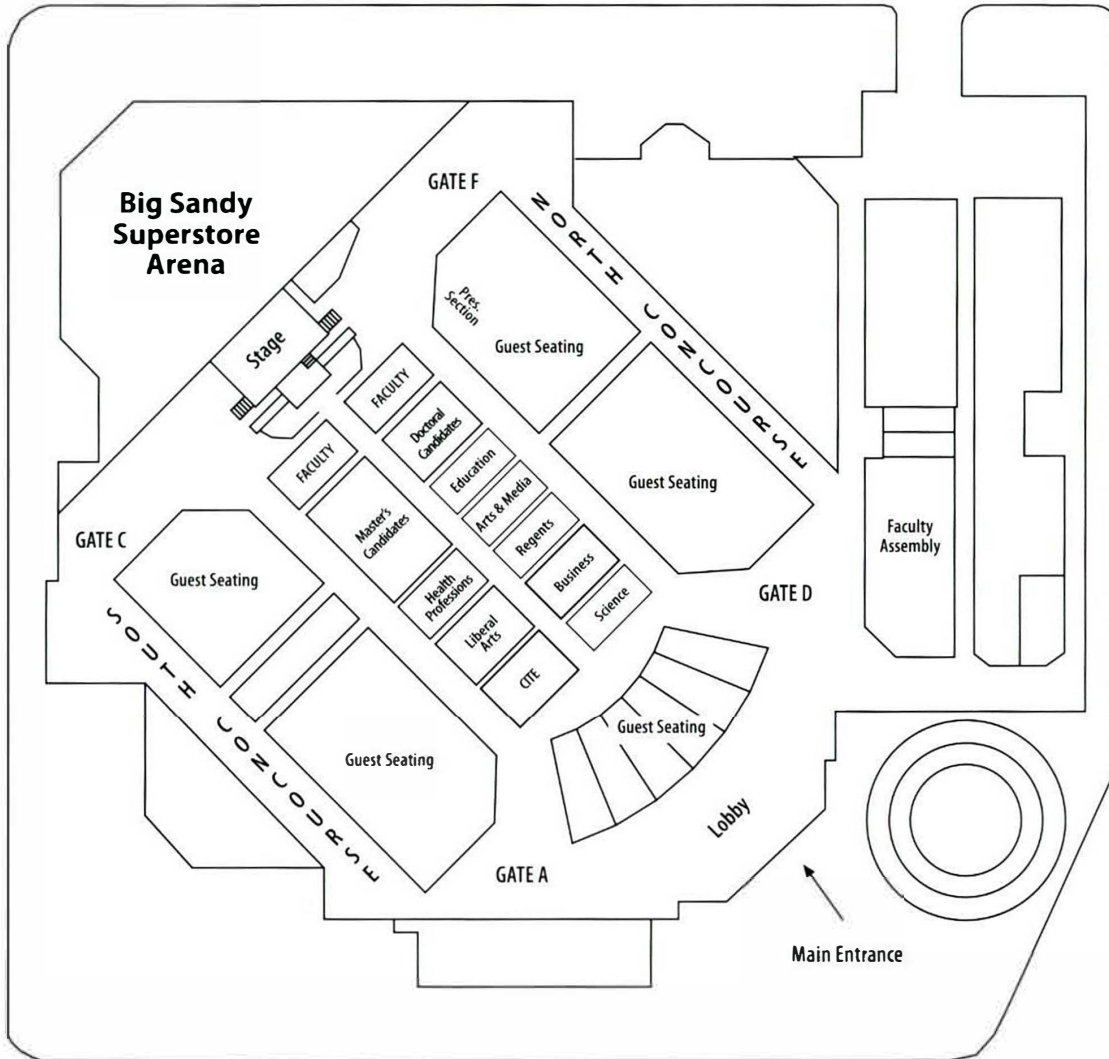 Big Sandy
Superstore
Arena
GATE F
NORTH CONCOURSE
Pres.
Section
Guest Seating
Stage
FACULTY
Doctoral
Candidates
Education
Arts & Media
Regents
Business
Science
Guest Seating
FACULTY
Master's
Candidates
Health
Professions
Liberal
Arts
CITE
GATE C
Guest Seating
SOUTH CONCOURSE
Guest Seating
Guest Seating
GATE D
Faculty
Assembly
Lobby
GATE A
Main Entrance